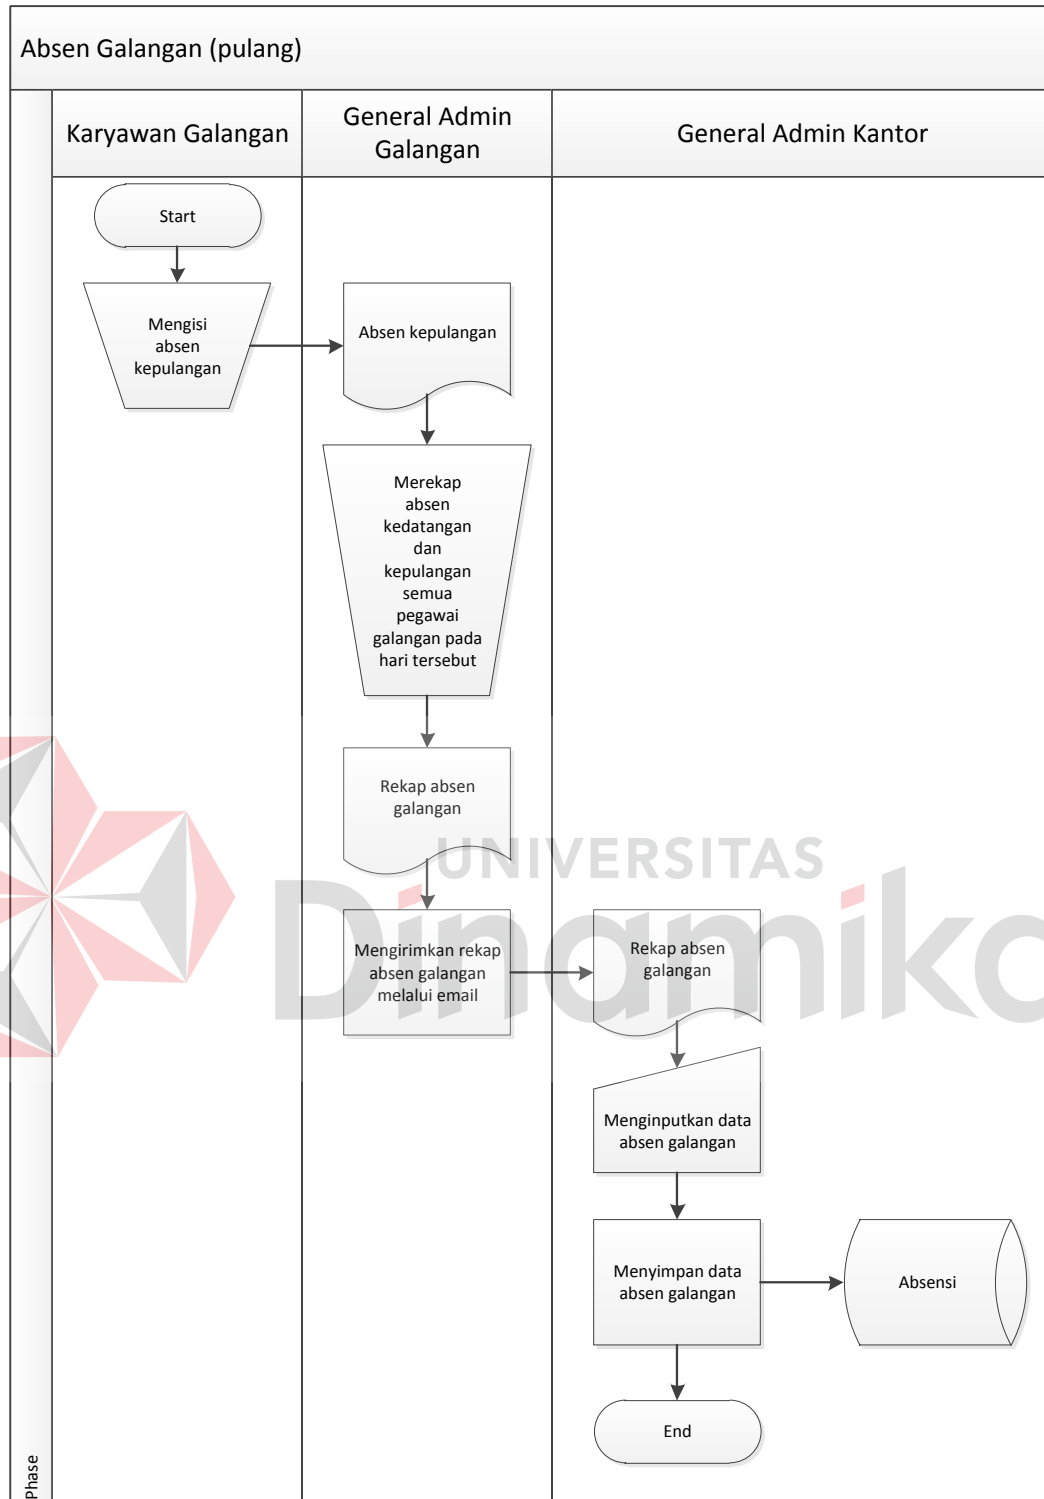 Absen Galangan (pulang)
Karyawan Galangan
General Admin
Galangan
General Admin Kantor
Start
Mengisi
absen
kepulangan
Absen kepulangan
Merekap
absen
kedatangan
dan
kepulangan
semua
pegawai
galangan pada
hari tersebut
Rekap absen
galangan
UNIVERSITAS
Dinamika
Mengirimkan rekap
absen galangan
melalui email
Rekap absen
galangan
Menginputkan data
absen galangan
Menyimpan data
absen galangan
Absensi
End
Phase